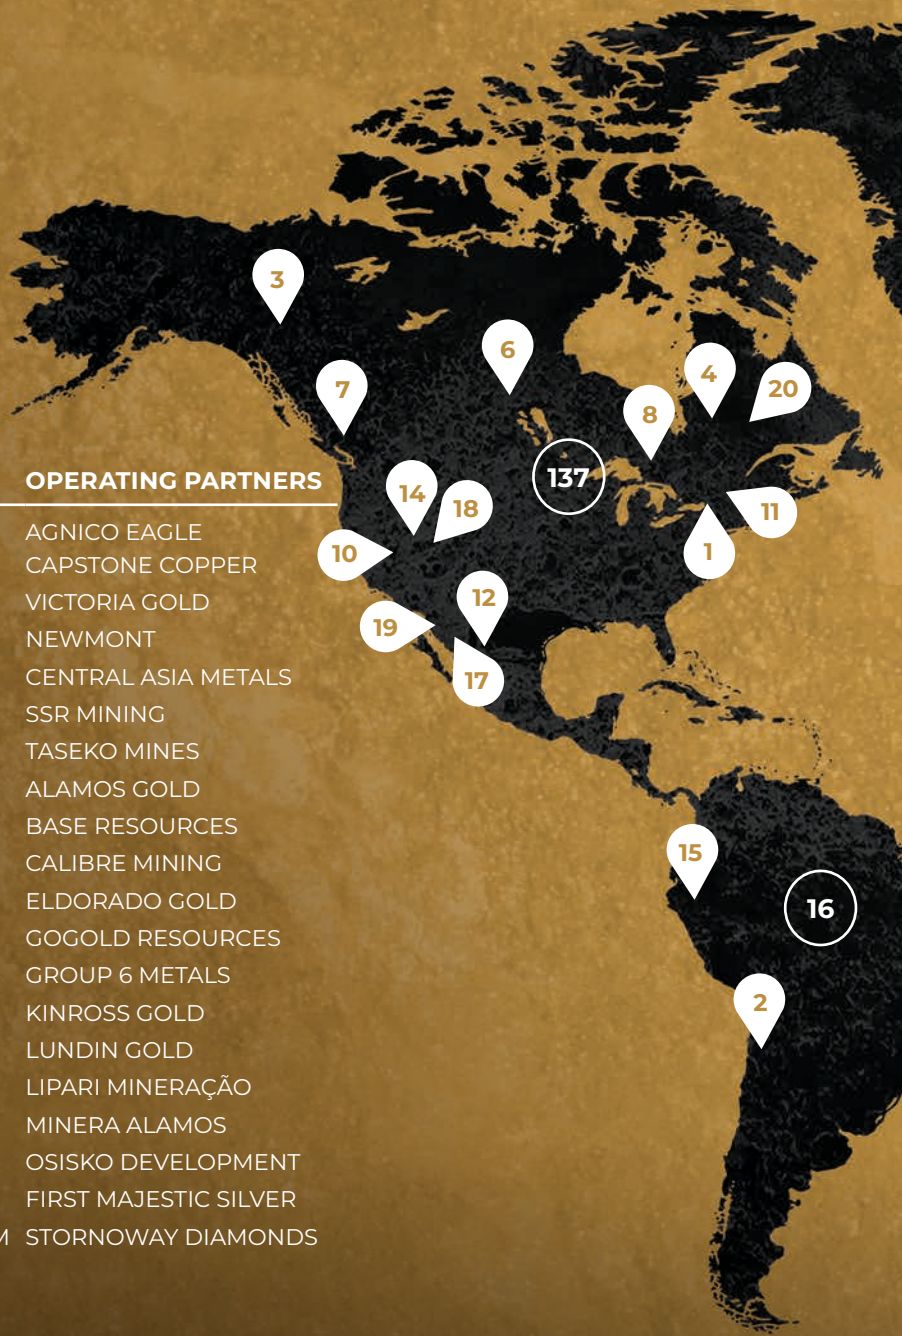 3
6
4
7
20
8
137
OPERATING PARTNERS
14
18
11
10
1
12
19
17
AGNICO EAGLE
CAPSTONE COPPER
VICTORIA GOLD
NEWMONT
CENTRAL ASIA METALS
SSR MINING
TASEKO MINES
ALAMOS GOLD
BASE RESOURCES
CALIBRE MINING
ELDORADO GOLD
GOGOLD RESOURCES
GROUP 6 METALS
KINROSS GOLD
LUNDIN GOLD
LIPARI MINERAÇÃO
MINERA ALAMOS
OSISKO DEVELOPMENT
FIRST MAJESTIC SILVER
STORNOWAY DIAMONDS
15
16
2